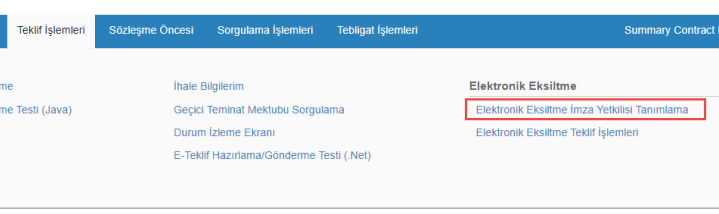 Teklif İşlemleri Sözleşme Öncesi Sorgulama İşlemleri Tebligat İşlemleri Summary Contract
me
me Testi (Java)
İhale Bilgilerim
Geçici Teminat Mektubu Sorgulama
Durum İzleme Ekranı
E-Teklif Hazırlama/Gönderme Testi (.Net)
Elektronik Eksiltme
Elektronik Eksiltme İmza Yetkilisi Tanımlama
Elektronik Eksiltme Teklif İşlemleri